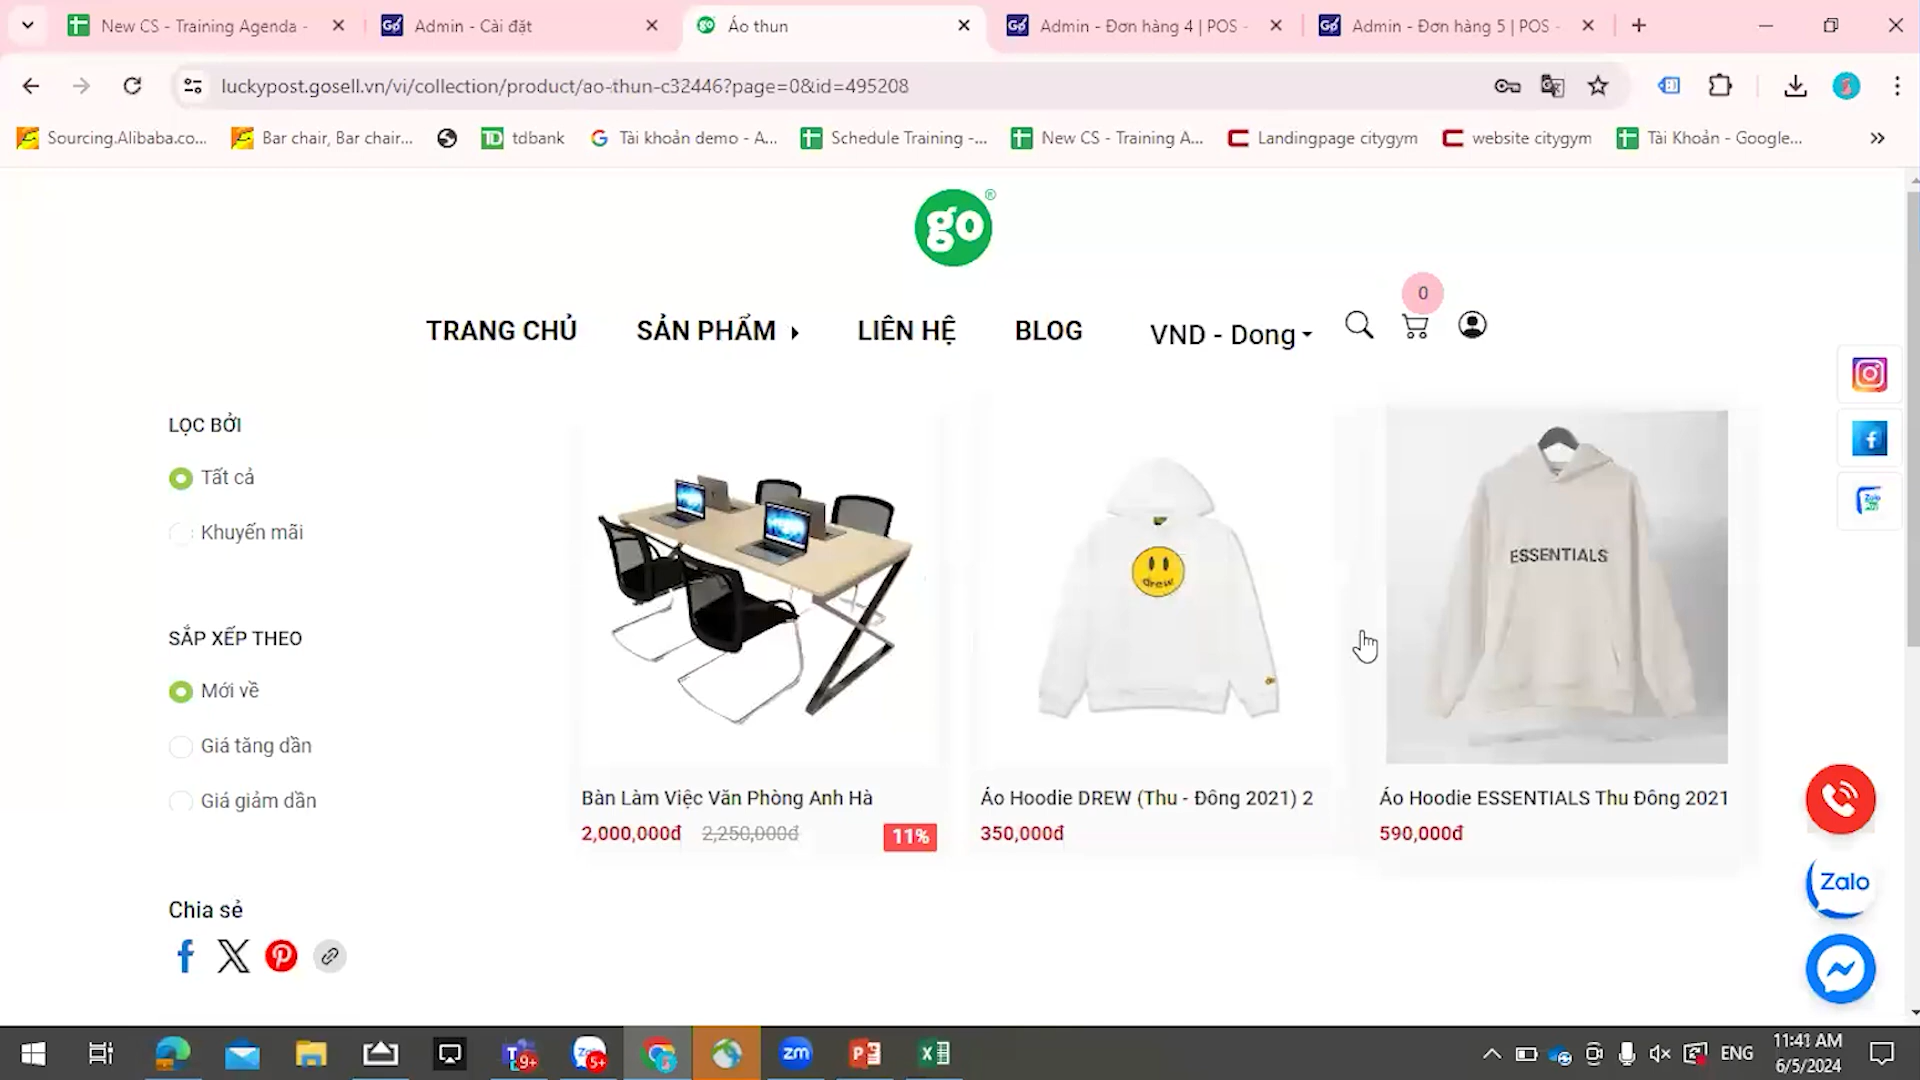 New CS - Training Agenda -
Admin - Cài đặt
Áo thun
Admin - Đơn hàng 4 | POS -
Admin - Đơn hàng 5 | POS -
luckypost.gosell.vn/vi/collection/product/ao-thun-c32446?page=0&id=495208
Sourcing.Alibaba.co...
Bar chair, Bar chair...
tdbank
Tài khoản demo - A...
Schedule Training -...
New CS - Training A...
Landingpage citygym
website citygym
Tài Khoản - Google...
go
TRANG CHỦ
SẢN PHẨM
LIÊN HỆ
BLOG
VND - Dong
0
LỌC BỞI
Tất cả
Khuyến mãi
SẮP XẾP THEO
Mới về
Giá tăng dần
Giá giảm dần
Chia sẻ
drew
ESSENTIALS
Bàn Làm Việc Văn Phòng Anh Hà
2,000,000đ 2,250,000đ 11%
Áo Hoodie DREW (Thu - Đông 2021) 2
350,000đ
Áo Hoodie ESSENTIALS Thu Đông 2021
590,000đ
Zalo
ENG
11:41 AM
6/5/2024